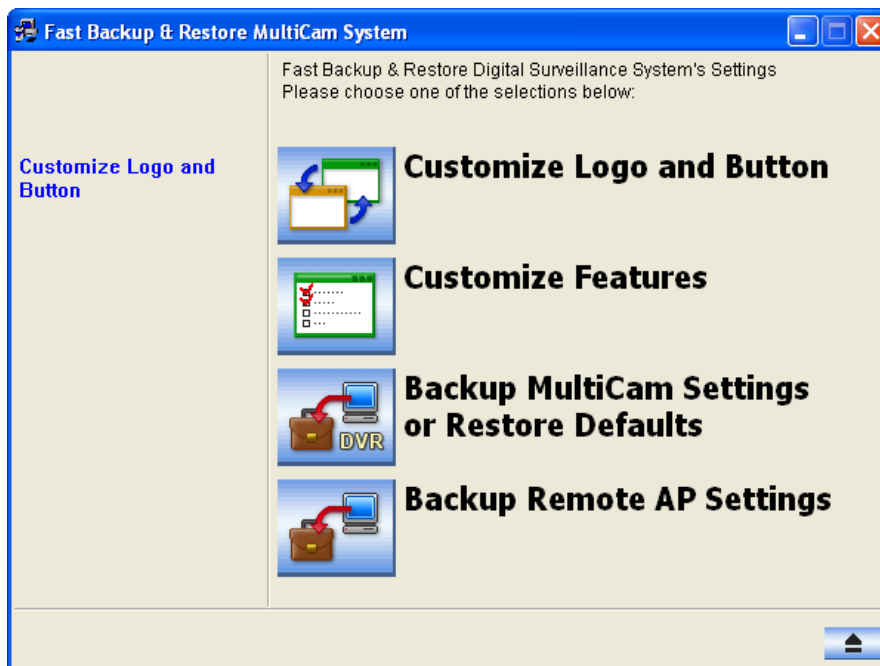 Fast Backup & Restore MultiCam System
Fast Backup & Restore Digital Surveillance System's Settings
Please choose one of the selections below:
Customize Logo and
Button
Customize Logo and Button
Customize Features
Backup MultiCam Settings
or Restore Defaults
DVR
Backup Remote AP Settings